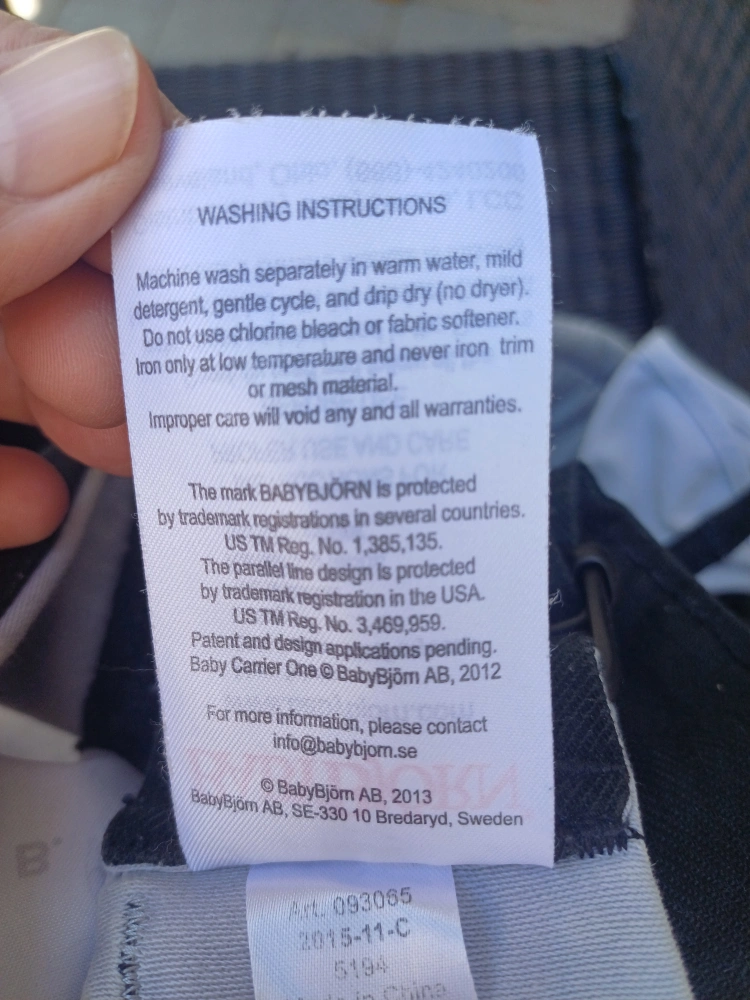 WASHING INSTRUCTIONS
Machine wash separately in warm water, mild
detergent, gentle cycle, and drip dry (no dryer).
Do not use chlorine bleach or fabric softener.
Iron only at low temperature and never iron trim
or mesh material.
Improper care will void any and all warranties.
The mark BABYBJÖRN is protected
by trademark registrations in several countries.
US TM Reg. No. 1,385,135.
The parallel line design is protected
by trademark registration in the USA.
US TM Reg. No. 3,469,959.
Patent and design applications pending.
Baby Carrier One © BabyBjörn AB, 2012
For more information, please contact
info@babybjorn.se
© BabyBjörn AB, 2013
BabyBjörn AB, SE-330 10 Bredaryd, Sweden
Art. 093065
2015-11-C
5194
Made in China
B